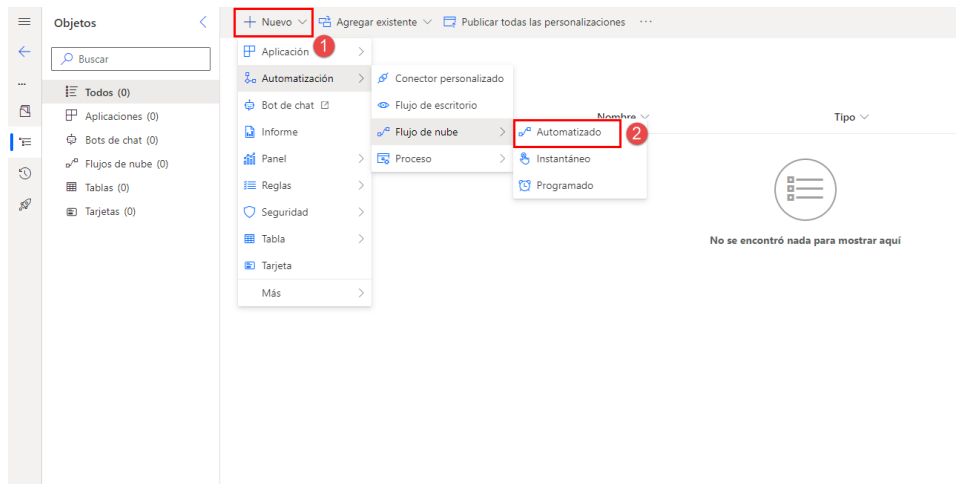 Objetos
Nuevo
Agregar existente
Publicar todas las personalizaciones
...
Buscar
...
Todos (0)
Aplicaciones (0)
Bots de chat (0)
Flujos de nube (0)
Tablas (0)
Tarjetas (0)
Aplicación
1
Automatización
Bot de chat
Informe
Panel
Reglas
Seguridad
Tabla
Tarjeta
Más
Conector personalizado
Flujo de escritorio
Flujo de nube
Proceso
Automatizado
2
Instantáneo
Programado
Nombre
Tipo
No se encontró nada para mostrar aquí